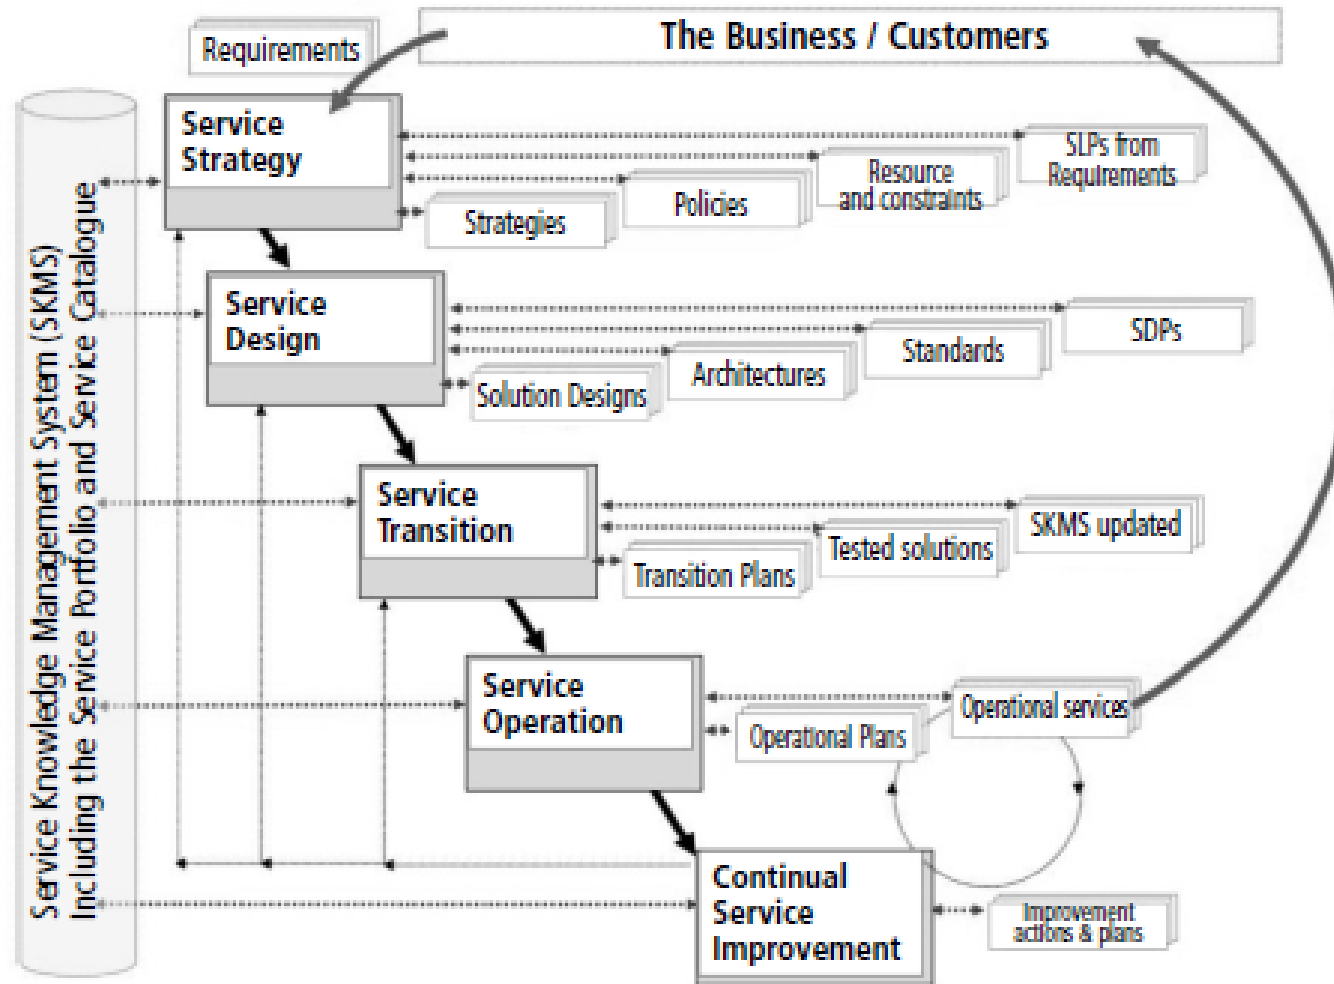 Requirements
The Business / Customers
Service
Strategy
SLPs from
Requirements
Resource
and constraints
Policies
Strategies
Service
Design
SDPs
Standards
Architectures
Solution Designs
Service
Transition
SKMS updated
Tested solutions
Transition Plans
Service
Operation
Operational services
Operational Plans
Continual
Service
Improvement
Improvement
actions & plans
Service Knowledge Management System (SKMS)
Including the Service Portfolio and Service Catalogue